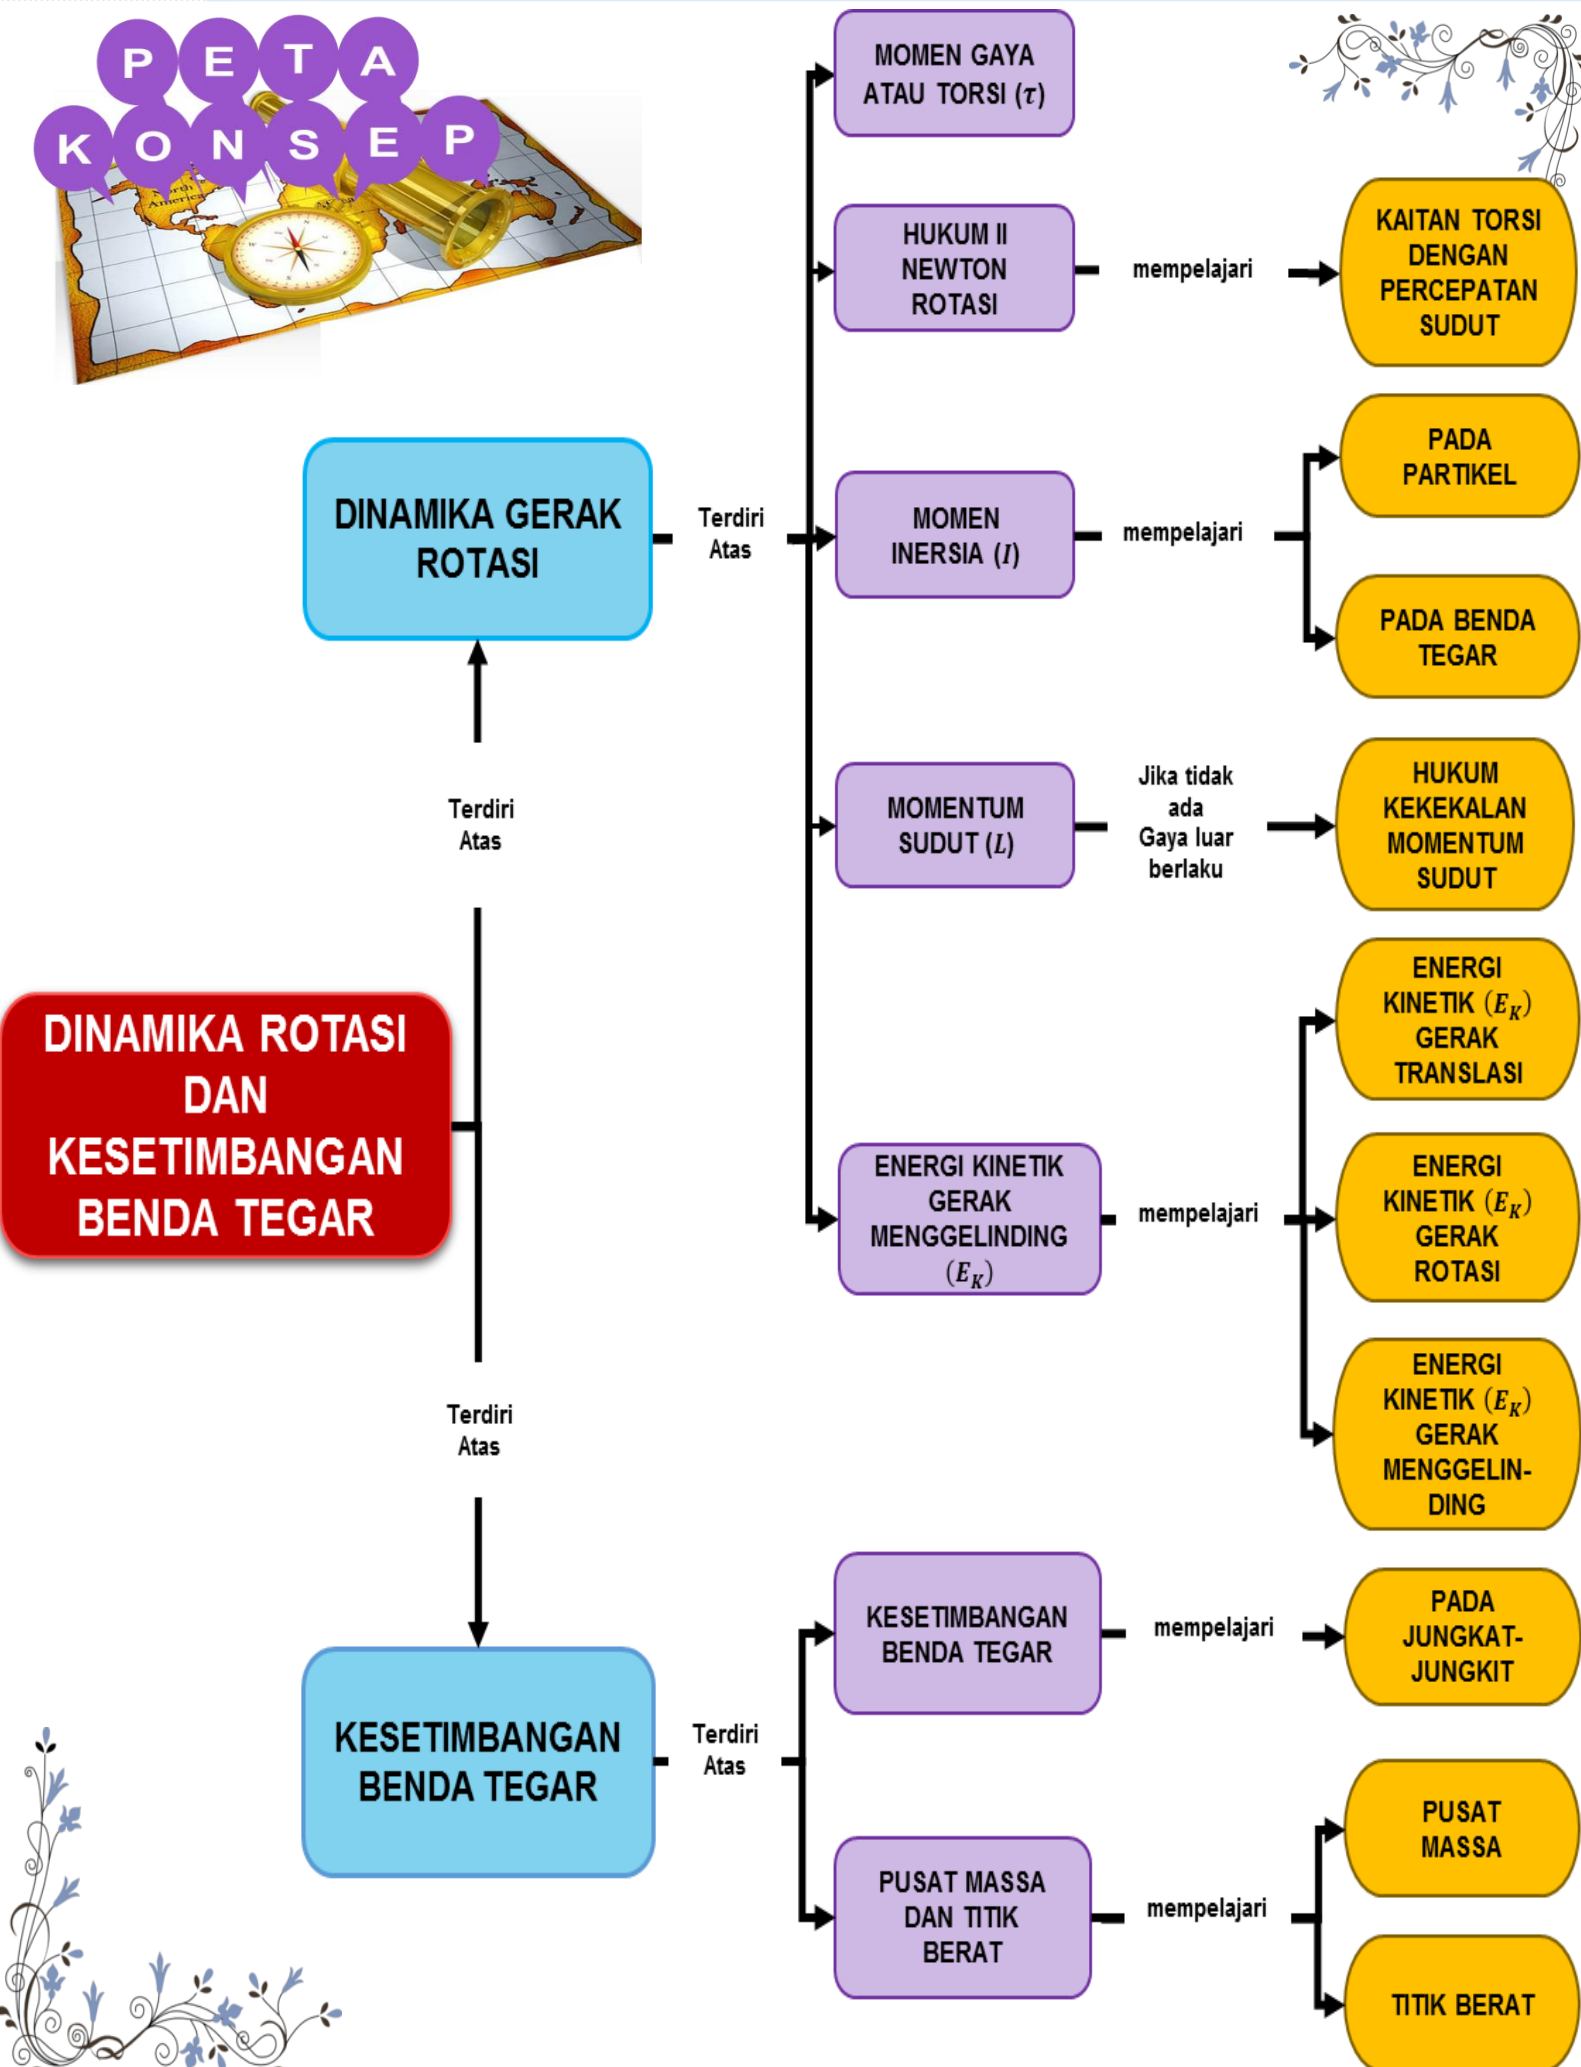 PETA
KONSEP
North
America
MOMEN GAYA
ATAU TORSI (τ)
HUKUM II
NEWTON
ROTASI
mempelajari
KAITAN TORSI
DENGAN
PERCEPATAN
SUDUT
DINAMIKA GERAK
ROTASI
Terdiri
Atas
MOMEN
INERSIA (I)
mempelajari
PADA
PARTIKEL
PADA BENDA
TEGAR
MOMENTUM
SUDUT (L)
Jika tidak
ada
Gaya luar
berlaku
HUKUM
KEKEKALAN
MOMENTUM
SUDUT
Terdiri
Atas
DINAMIKA ROTASI
DAN
KESETIMBANGAN
BENDA TEGAR
ENERGI KINETIK
GERAK
MENGGELINDING
(E_K)
mempelajari
ENERGI
KINETIK (E_K)
GERAK
TRANSLASI
ENERGI
KINETIK (E_K)
GERAK
ROTASI
ENERGI
KINETIK (E_K)
GERAK
MENGGELIN-
DING
Terdiri
Atas
KESETIMBANGAN
BENDA TEGAR
Terdiri
Atas
KESETIMBANGAN
BENDA TEGAR
mempelajari
PADA
JUNGKAT-
JUNGKIT
PUSAT MASSA
DAN TITIK
BERAT
mempelajari
PUSAT
MASSA
TITIK BERAT